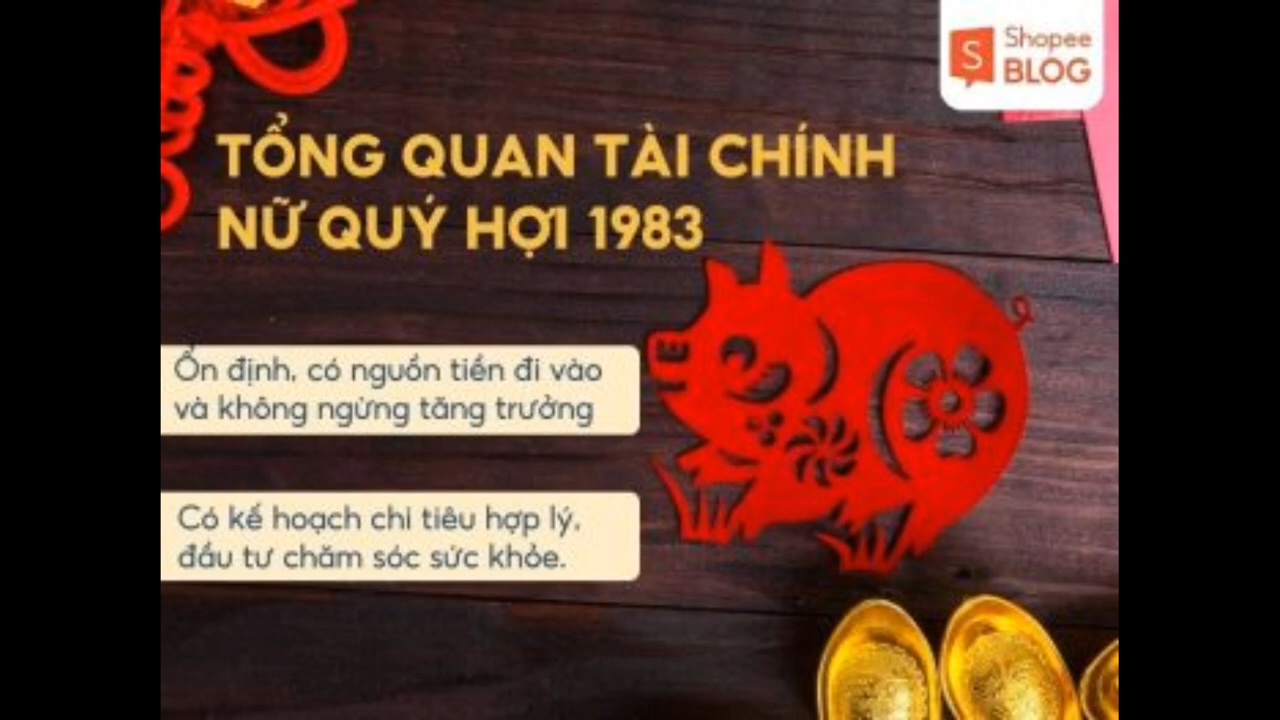 Shopee
BLOG
TỔNG QUAN TÀI CHÍNH
NỮ QUÝ HỢI 1983
Ổn định, có nguồn tiền đi vào
và không ngừng tăng trưởng
Có kế hoạch chi tiêu hợp lý,
đầu tư chăm sóc sức khỏe.